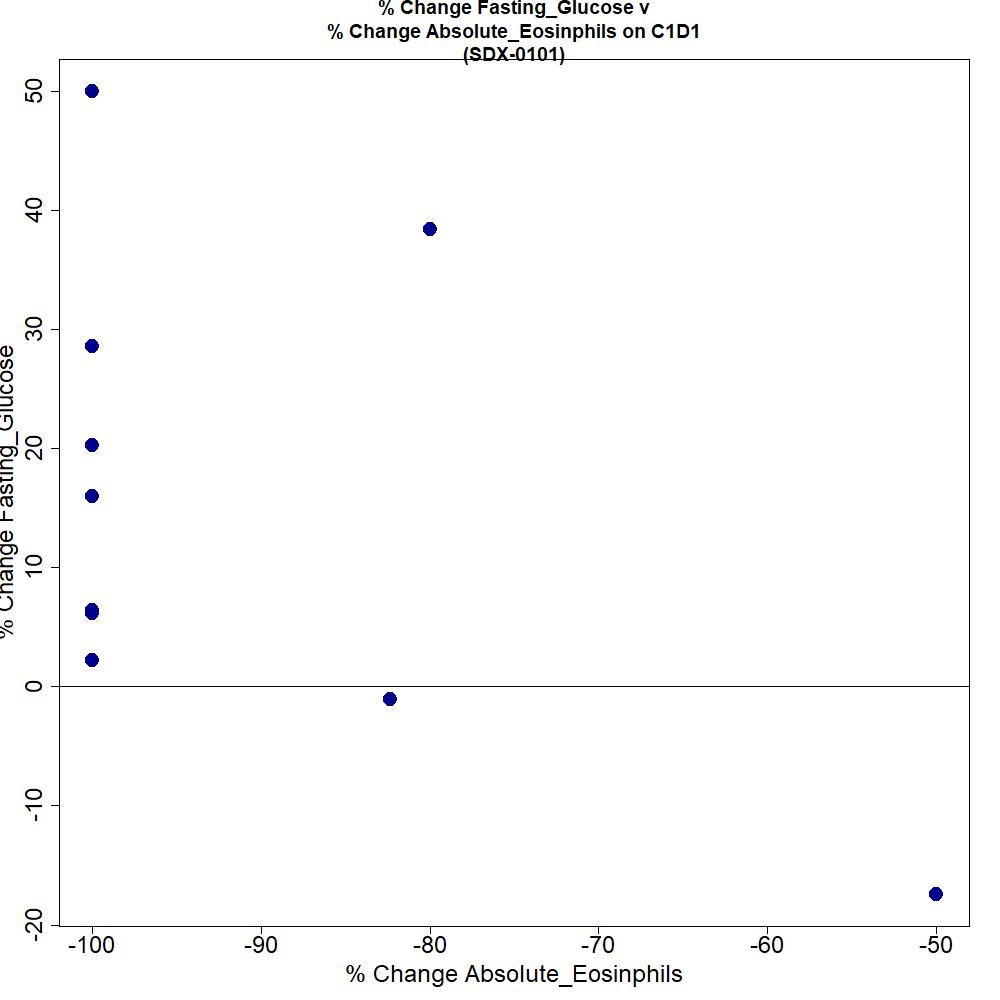 % Change Fasting_Glucose v
% Change Absolute_Eosinphils on C1D1
(SDX-0101)
% Change Fasting_Glucose
50
40
30
20
10
0
-10
-20
-100 -90 -80 -70 -60 -50
% Change Absolute_Eosinphils